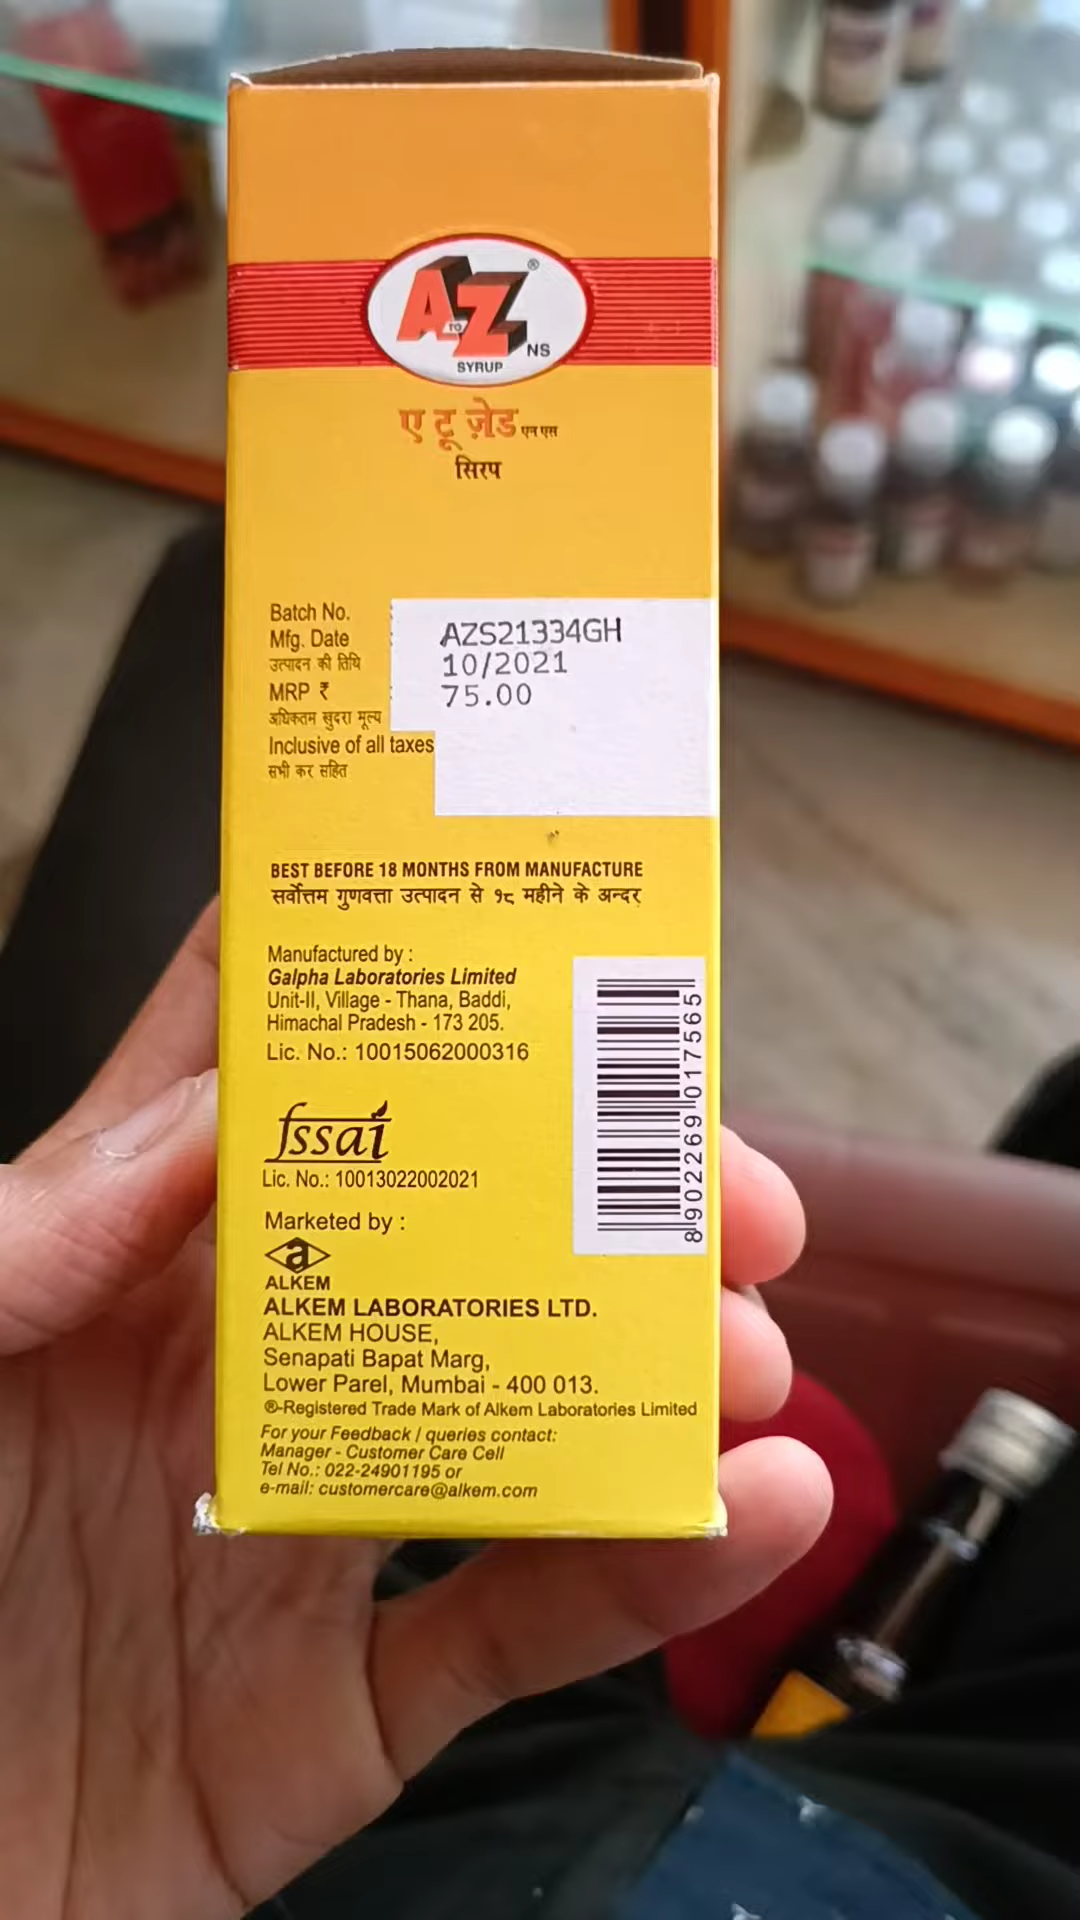 A TO Z®
NS
SYRUP
ए टू ज़ेड एन एस
सिरप
Batch No. :
AZS21334GH
Mfg. Date :
10/2021
उत्पादन की तिथि
MRP ₹ :
75.00
अधिकतम खुदरा मूल्य
Inclusive of all taxes
सभी कर सहित
BEST BEFORE 18 MONTHS FROM MANUFACTURE
सर्वोत्तम गुणवत्ता उत्पादन से १८ महीने के अन्दर
Manufactured by :
Galpha Laboratories Limited
Unit-II, Village - Thana, Baddi,
Himachal Pradesh - 173 205.
Lic. No.: 10015062000316
fssai
Lic. No.: 10013022002021
8 902269 017565
Marketed by :
a
ALKEM
ALKEM LABORATORIES LTD.
ALKEM HOUSE,
Senapati Bapat Marg,
Lower Parel, Mumbai - 400 013.
®-Registered Trade Mark of Alkem Laboratories Limited
For your Feedback / queries contact:
Manager - Customer Care Cell
Tel No.: 022-24901195 or
e-mail: customercare@alkem.com